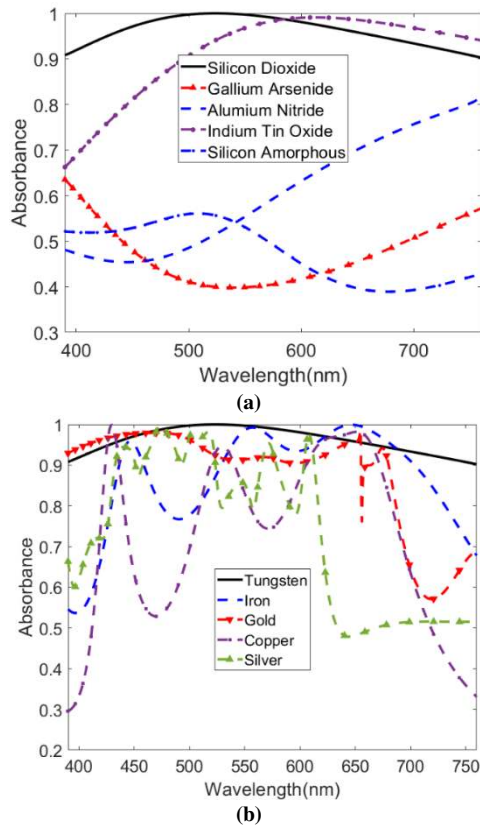 1
0.9
0.8
0.7
0.6
0.5
0.4
0.3
Absorbance
Silicon Dioxide
Gallium Arsenide
Alumium Nitride
Indium Tin Oxide
Silicon Amorphous
400 500 600 700
Wavelength(nm)
(a)
1
0.9
0.8
0.7
0.6
0.5
0.4
0.3
0.2
Absorbance
Tungsten
Iron
Gold
Copper
Silver
400 450 500 550 600 650 700 750
Wavelength(nm)
(b)